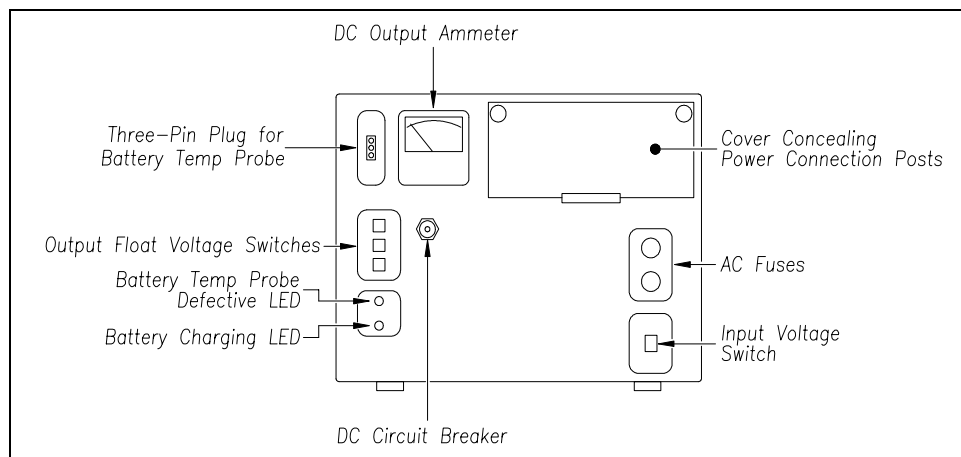 DC Output Ammeter
Three-Pin Plug for
Battery Temp Probe
Cover Concealing
Power Connection Posts
Output Float Voltage Switches
AC Fuses
Battery Temp Probe
Defective LED
Battery Charging LED
Input Voltage
Switch
DC Circuit Breaker